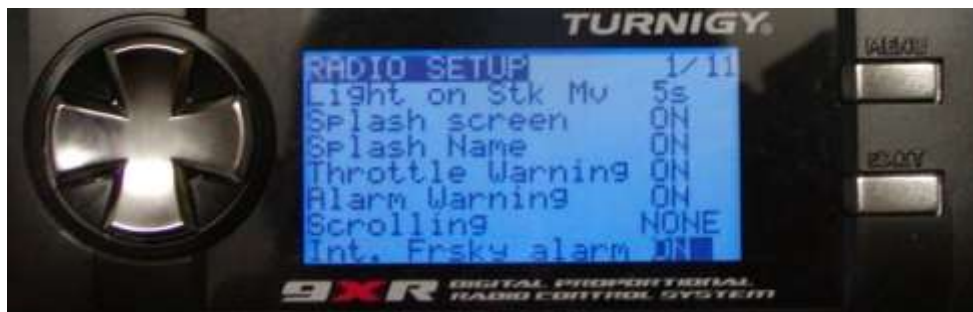 TURNIGY®
MENU
RADIO SETUP 1/11
Light on Stk Mv 5s
Splash screen ON
Splash Name ON
Throttle Warning ON
Alarm Warning ON
EXIT
Scrolling NONE
Int. Frsky alarm ON
9XR DIGITAL PROPORTIONAL
RADIO CONTROL SYSTEM